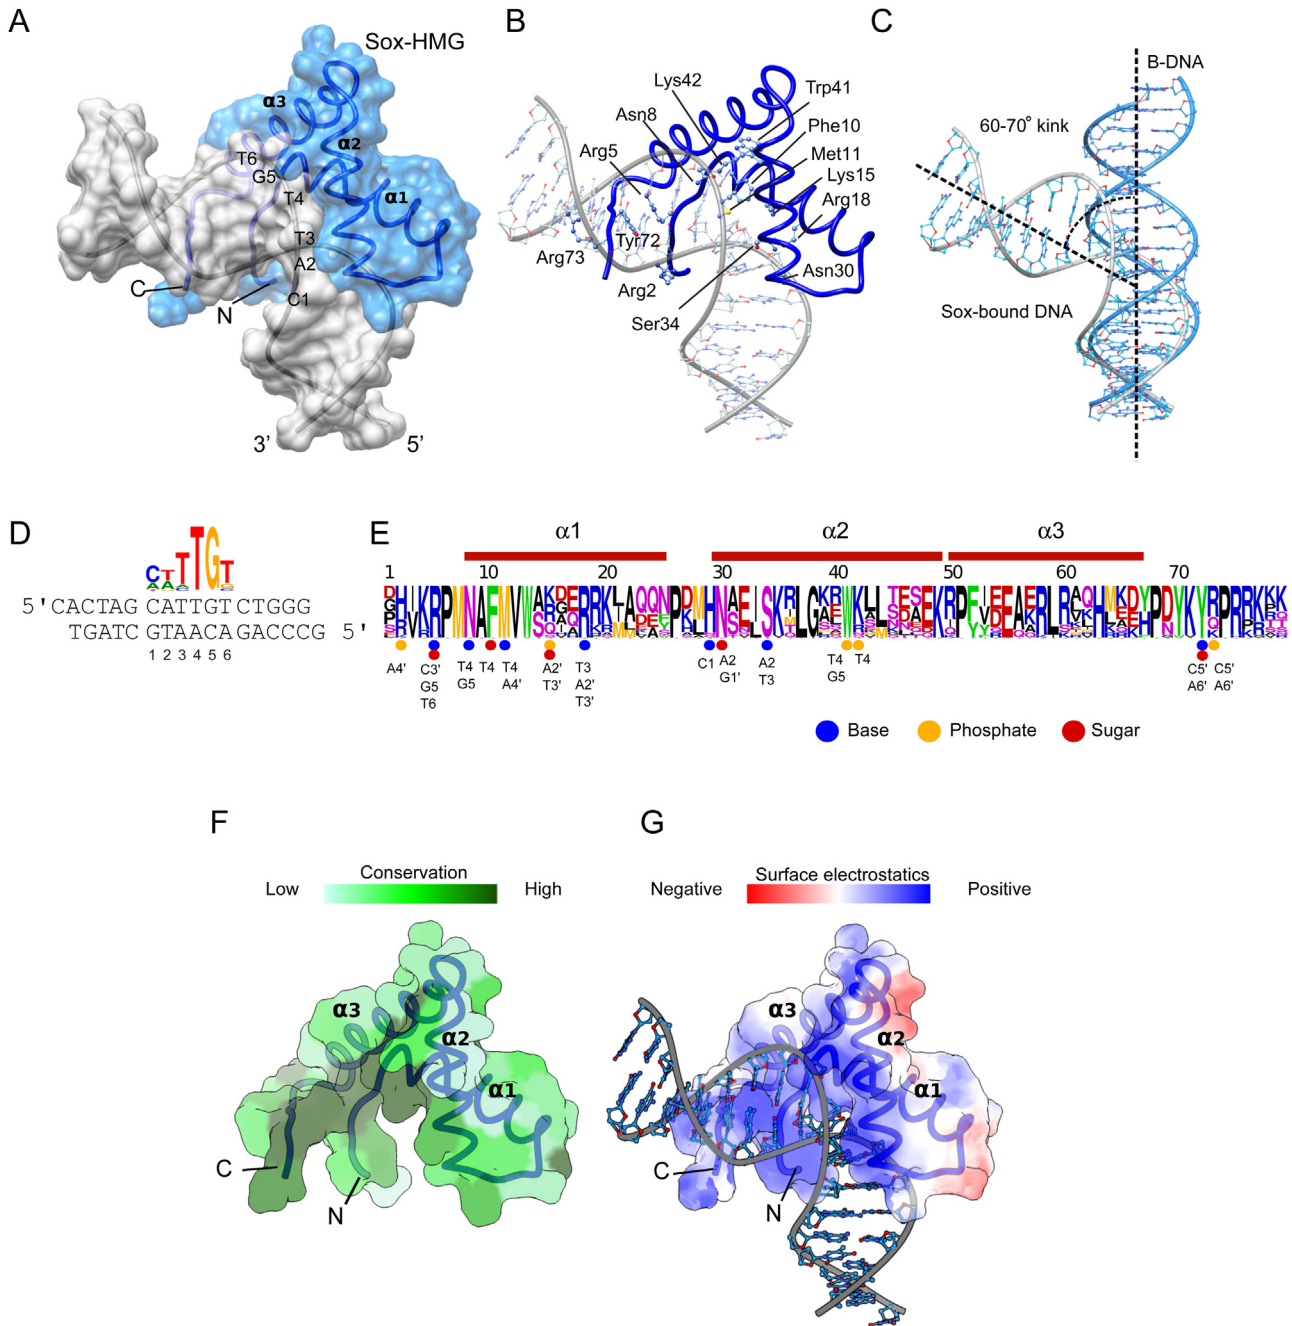 A
Sox-HMG
α3
α2
α1
T6
G5
T4
T3
A2
C1
C
N
3’
5’
B
Lys42
Trp41
Asn8
Phe10
Arg5
Met11
Lys15
Arg18
Tyr72
Arg73
Asn30
Arg2
Ser34
C
B-DNA
60-70° kink
Sox-bound DNA
D
CTTTGT
5'CACTAG CATTGT CTGGG
TGATC GTAACA GACCCG 5'
1 2 3 4 5 6
E
α1 α2 α3
1 10 20 30 40 50 60 70
A4' C3' T4 T4 T4 A2' T3 C1 A2 A2 T4 T4 C5' C5'
G5 G5 A4' T3' A2' G1' T3 G5 A6' A6'
T6 T3'
Base Phosphate Sugar
F
Conservation
Low High
α3
α2
α1
C
N
G
Surface electrostatics
Negative Positive
α3
α2
α1
C
N